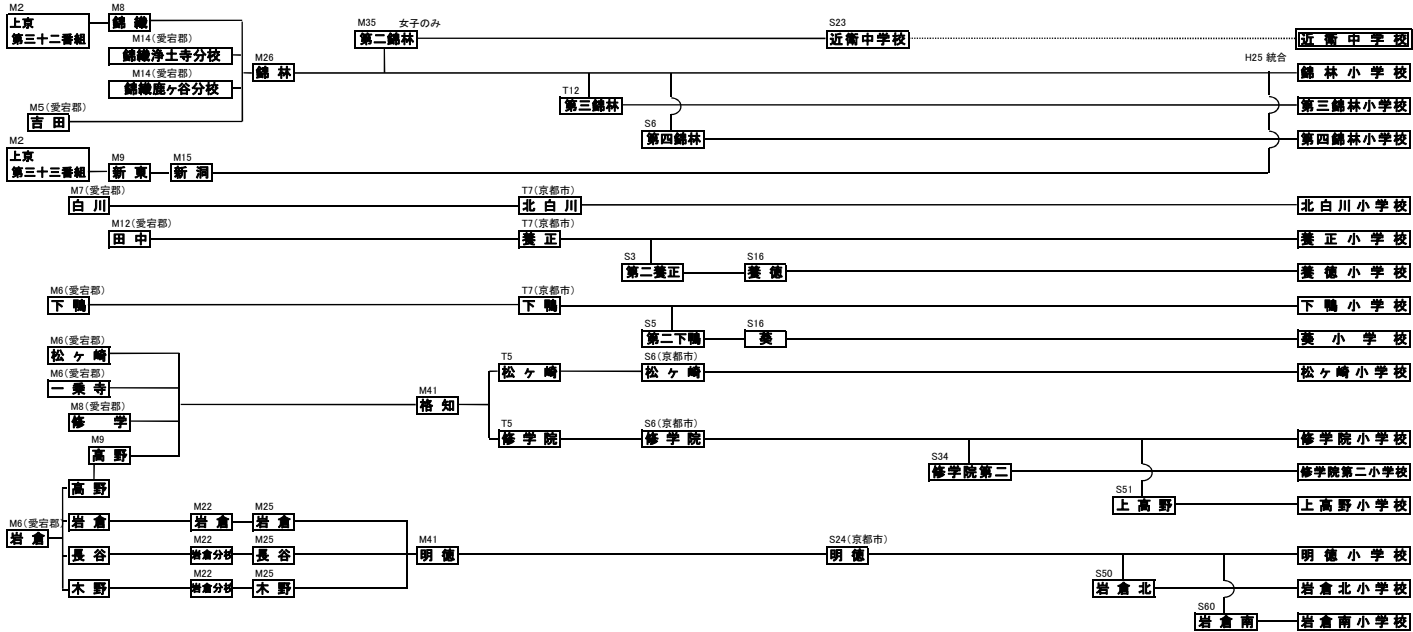 M2
上京
第三十二番組
M8
錦織
M14(愛宕郡)
錦織浄土寺分校
M14(愛宕郡)
錦織鹿ヶ谷分校
M5(愛宕郡)
吉田
M26
錦林
M35 女子のみ
第二錦林
S23
近衛中学校
近衛中学校
H25 統合
錦林小学校
T12
第三錦林
第三錦林小学校
S6
第四錦林
第四錦林小学校
M2
上京
第三十三番組
M9
新東
M15
新洞
M7(愛宕郡)
白川
T7(京都市)
北白川
北白川小学校
M12(愛宕郡)
田中
T7(京都市)
養正
養正小学校
S3
第二養正
S16
養徳
養徳小学校
M6(愛宕郡)
下鴨
T7(京都市)
下鴨
下鴨小学校
S5
第二下鴨
S16
葵
葵小学校
M6(愛宕郡)
松ヶ崎
M6(愛宕郡)
一乗寺
M8(愛宕郡)
修学
M9
高野
M41
格知
T5
松ヶ崎
S6(京都市)
松ヶ崎
松ヶ崎小学校
T5
修学院
S6(京都市)
修学院
修学院小学校
S34
修学院第二
修学院第二小学校
S51
上高野
上高野小学校
M6(愛宕郡)
岩倉
高野
岩倉
M22
岩倉
M25
岩倉
長谷
M22
岩倉分校
M25
長谷
木野
M22
岩倉分校
M25
木野
M41
明徳
S24(京都市)
明徳
明徳小学校
S50
岩倉北
岩倉北小学校
S60
岩倉南
岩倉南小学校